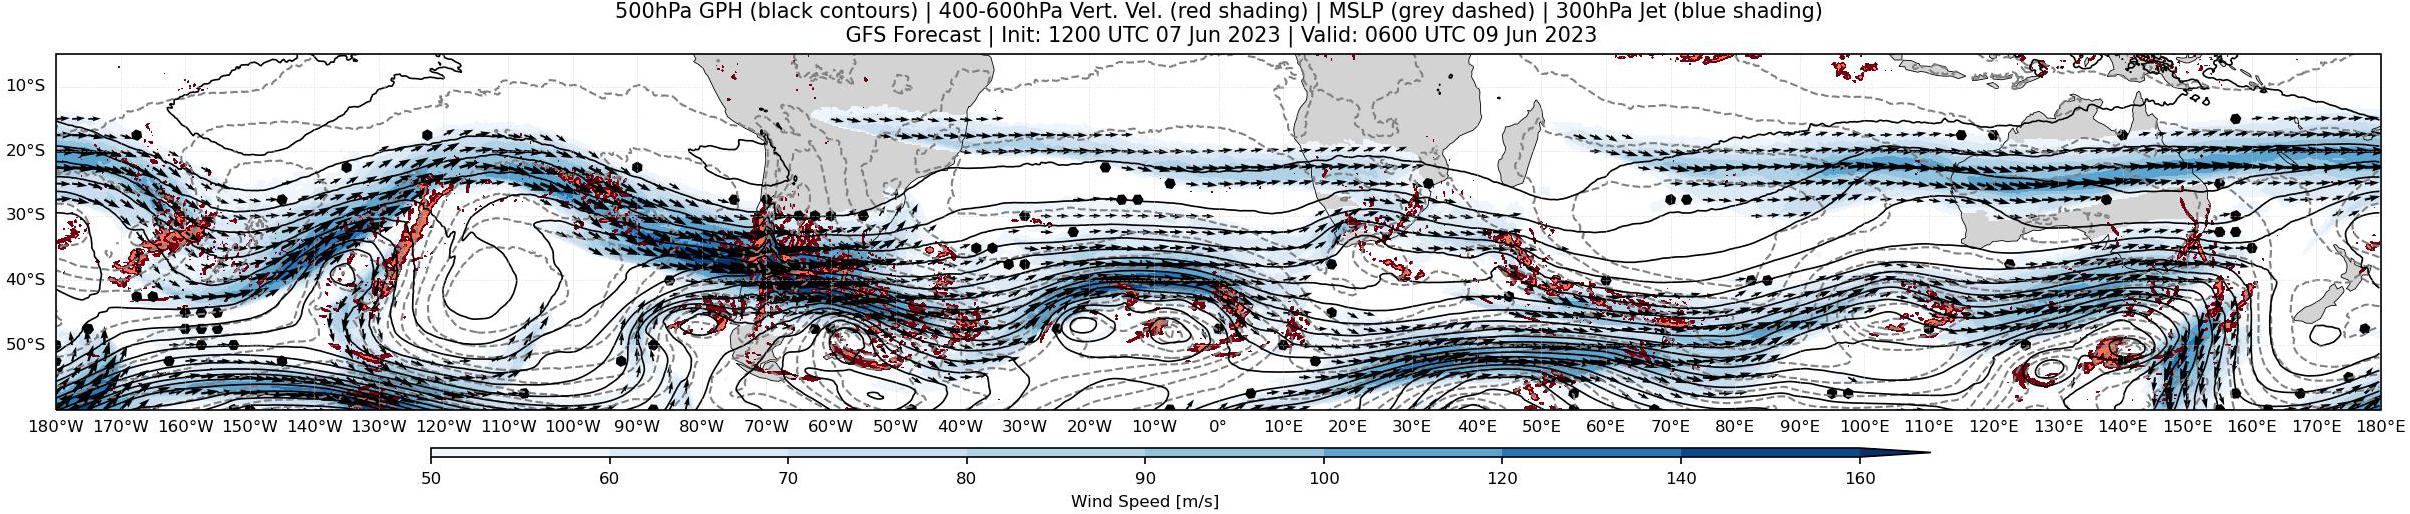 500hPa GPH (black contours) | 400-600hPa Vert. Vel. (red shading) | MSLP (grey dashed) | 300hPa Jet (blue shading)
GFS Forecast | Init: 1200 UTC 07 Jun 2023 | Valid: 0600 UTC 09 Jun 2023
10°S
20°S
30°S
40°S
50°S
180°W 170°W 160°W 150°W 140°W 130°W 120°W 110°W 100°W 90°W 80°W 70°W 60°W 50°W 40°W 30°W 20°W 10°W 0° 10°E 20°E 30°E 40°E 50°E 60°E 70°E 80°E 90°E 100°E 110°E 120°E 130°E 140°E 150°E 160°E 170°E 180°E
50 60 70 80 90 100 120 140 160
Wind Speed [m/s]